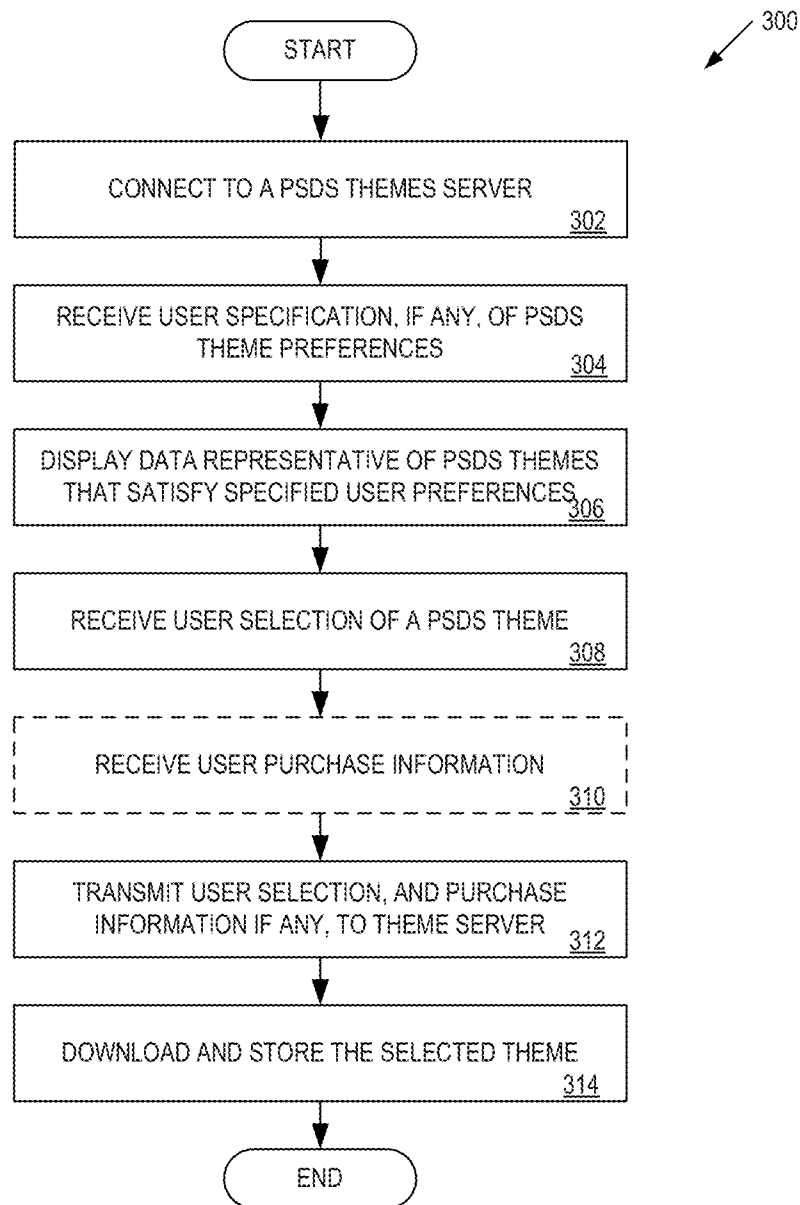 300
START
CONNECT TO A PSDS THEMES SERVER
302
RECEIVE USER SPECIFICATION, IF ANY, OF PSDS
THEME PREFERENCES
304
DISPLAY DATA REPRESENTATIVE OF PSDS THEMES
THAT SATISFY SPECIFIED USER PREFERENCES
306
RECEIVE USER SELECTION OF A PSDS THEME
308
RECEIVE USER PURCHASE INFORMATION
310
TRANSMIT USER SELECTION, AND PURCHASE
INFORMATION IF ANY, TO THEME SERVER
312
DOWNLOAD AND STORE THE SELECTED THEME
314
END